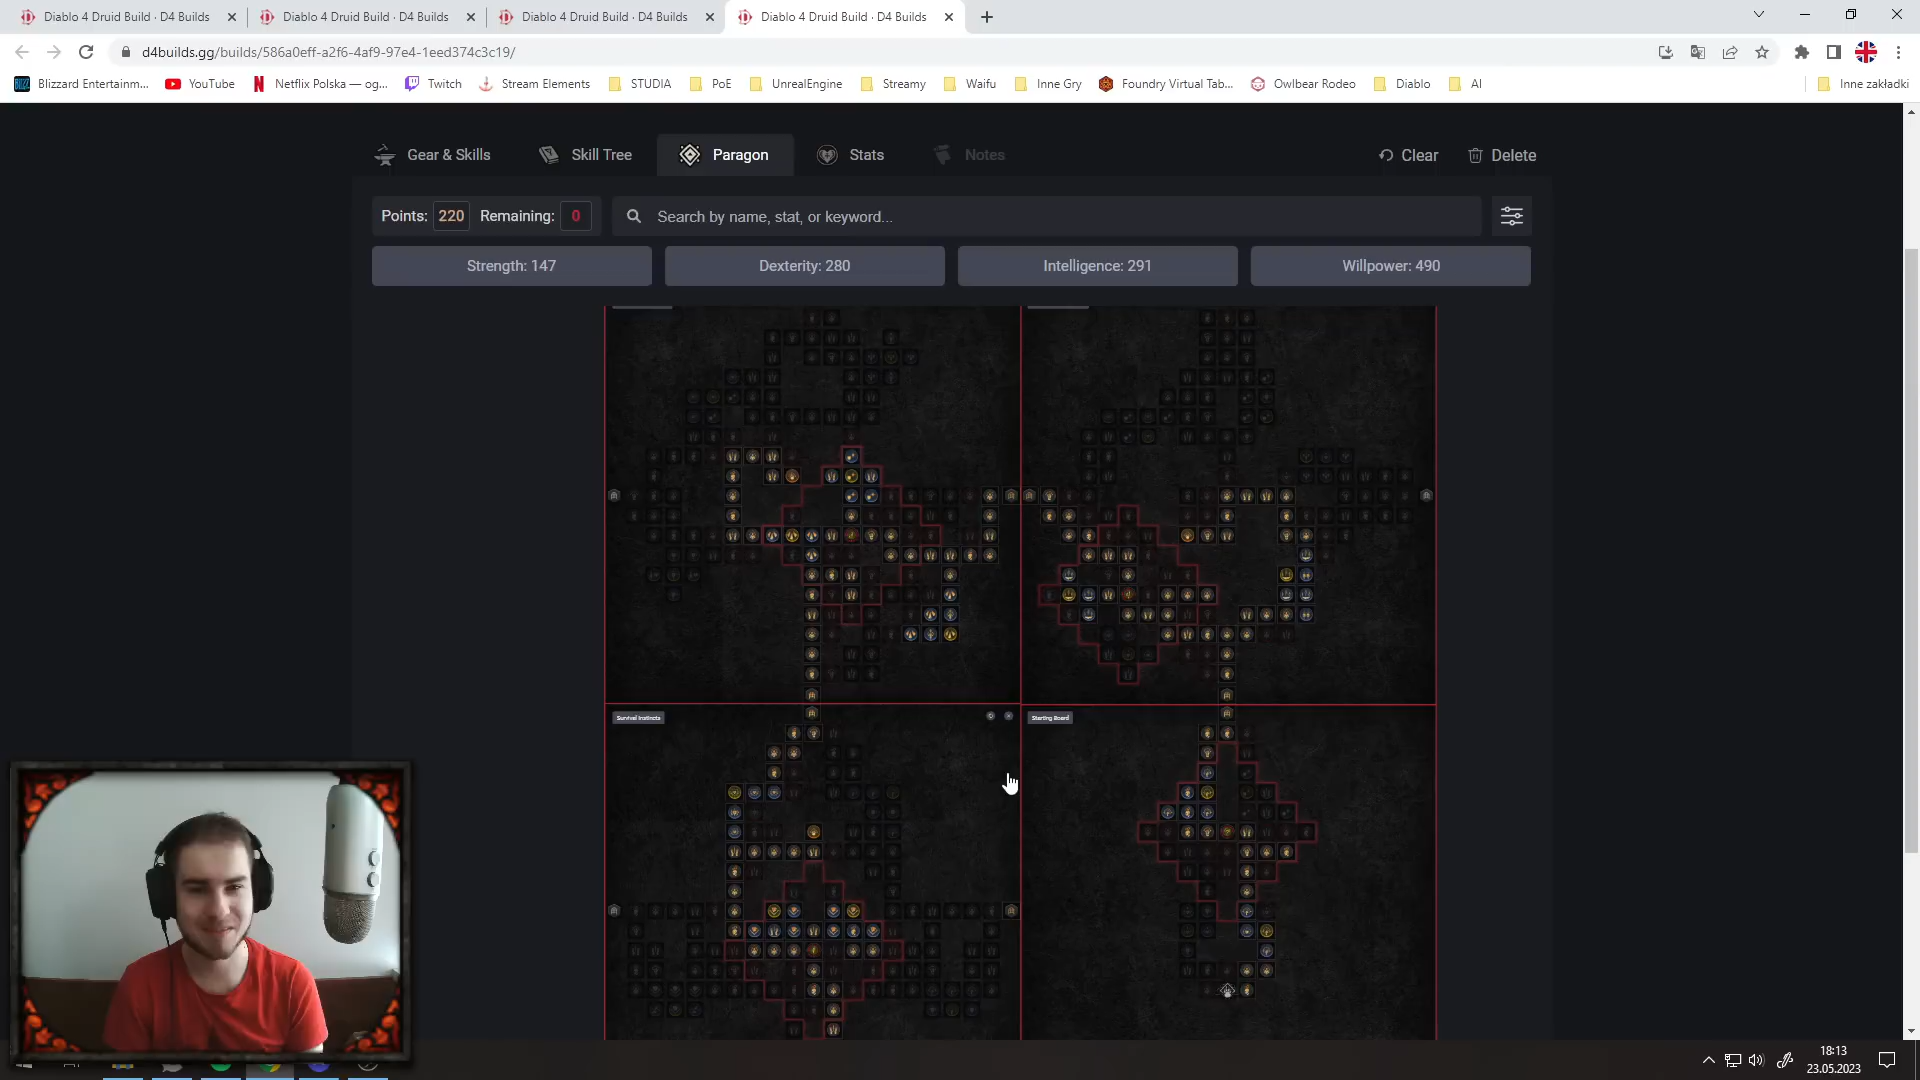 Diablo 4 Druid Build · D4 Builds
Diablo 4 Druid Build · D4 Builds
Diablo 4 Druid Build · D4 Builds
Diablo 4 Druid Build · D4 Builds
d4builds.gg/builds/586a0eff-a2f6-4af9-97e4-1eed374c3c19/
Blizzard Entertainm...
YouTube
Netflix Polska — og...
Twitch
Stream Elements
STUDIA
PoE
UnrealEngine
Streamy
Waifu
Inne Gry
Foundry Virtual Tab...
Owlbear Rodeo
Diablo
AI
Inne zakładki
Gear & Skills
Skill Tree
Paragon
Stats
Notes
Clear
Delete
Points: 220 Remaining: 0
Search by name, stat, or keyword...
Strength: 147
Dexterity: 280
Intelligence: 291
Willpower: 490
Survival Instincts
Starting Board
18:13
23.05.2023